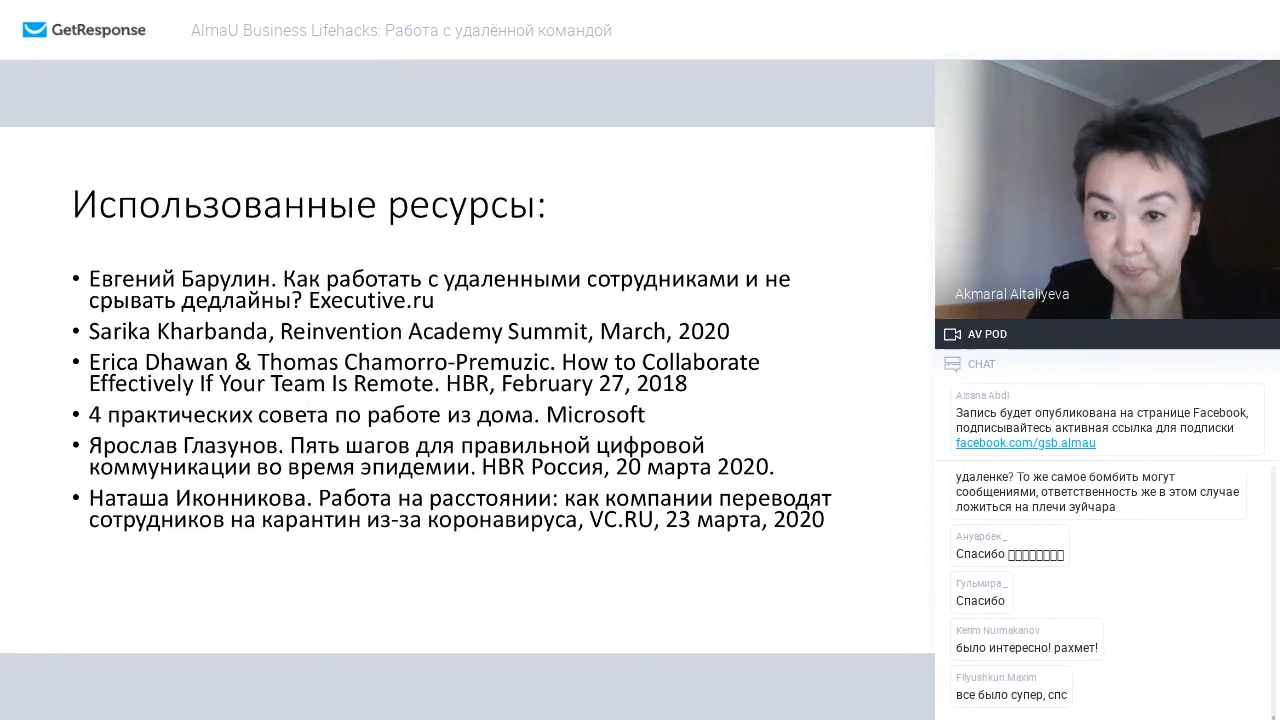 GetResponse
AlmaU Business Lifehacks: Работа с удалённой командой
Использованные ресурсы:
• Евгений Барулин. Как работать с удаленными сотрудниками и не
срывать дедлайны? Executive.ru
• Sarika Kharbanda, Reinvention Academy Summit, March, 2020
• Erica Dhawan & Thomas Chamorro-Premuzic. How to Collaborate
Effectively If Your Team Is Remote. HBR, February 27, 2018
• 4 практических совета по работе из дома. Microsoft
• Ярослав Глазунов. Пять шагов для правильной цифровой
коммуникации во время эпидемии. HBR Россия, 20 марта 2020.
• Наташа Иконникова. Работа на расстоянии: как компании переводят
сотрудников на карантин из-за коронавируса, VC.RU, 23 марта, 2020
Akmaral Altaliyeva
AV POD
CHAT
Aisana Abdi
Запись будет опубликована на странице Facebook,
подписывайтесь активная ссылка для подписки
facebook.com/gsb.almau
удаленке? То же самое бомбить могут
сообщениями, ответственность же в этом случае
ложиться на плечи эуйчара
Ануарбек_
Спасибо
Гульмира_
Спасибо
Kerim Nurmakanov
было интересно! рахмет!
Filyushkun Maxim
все было супер, спс